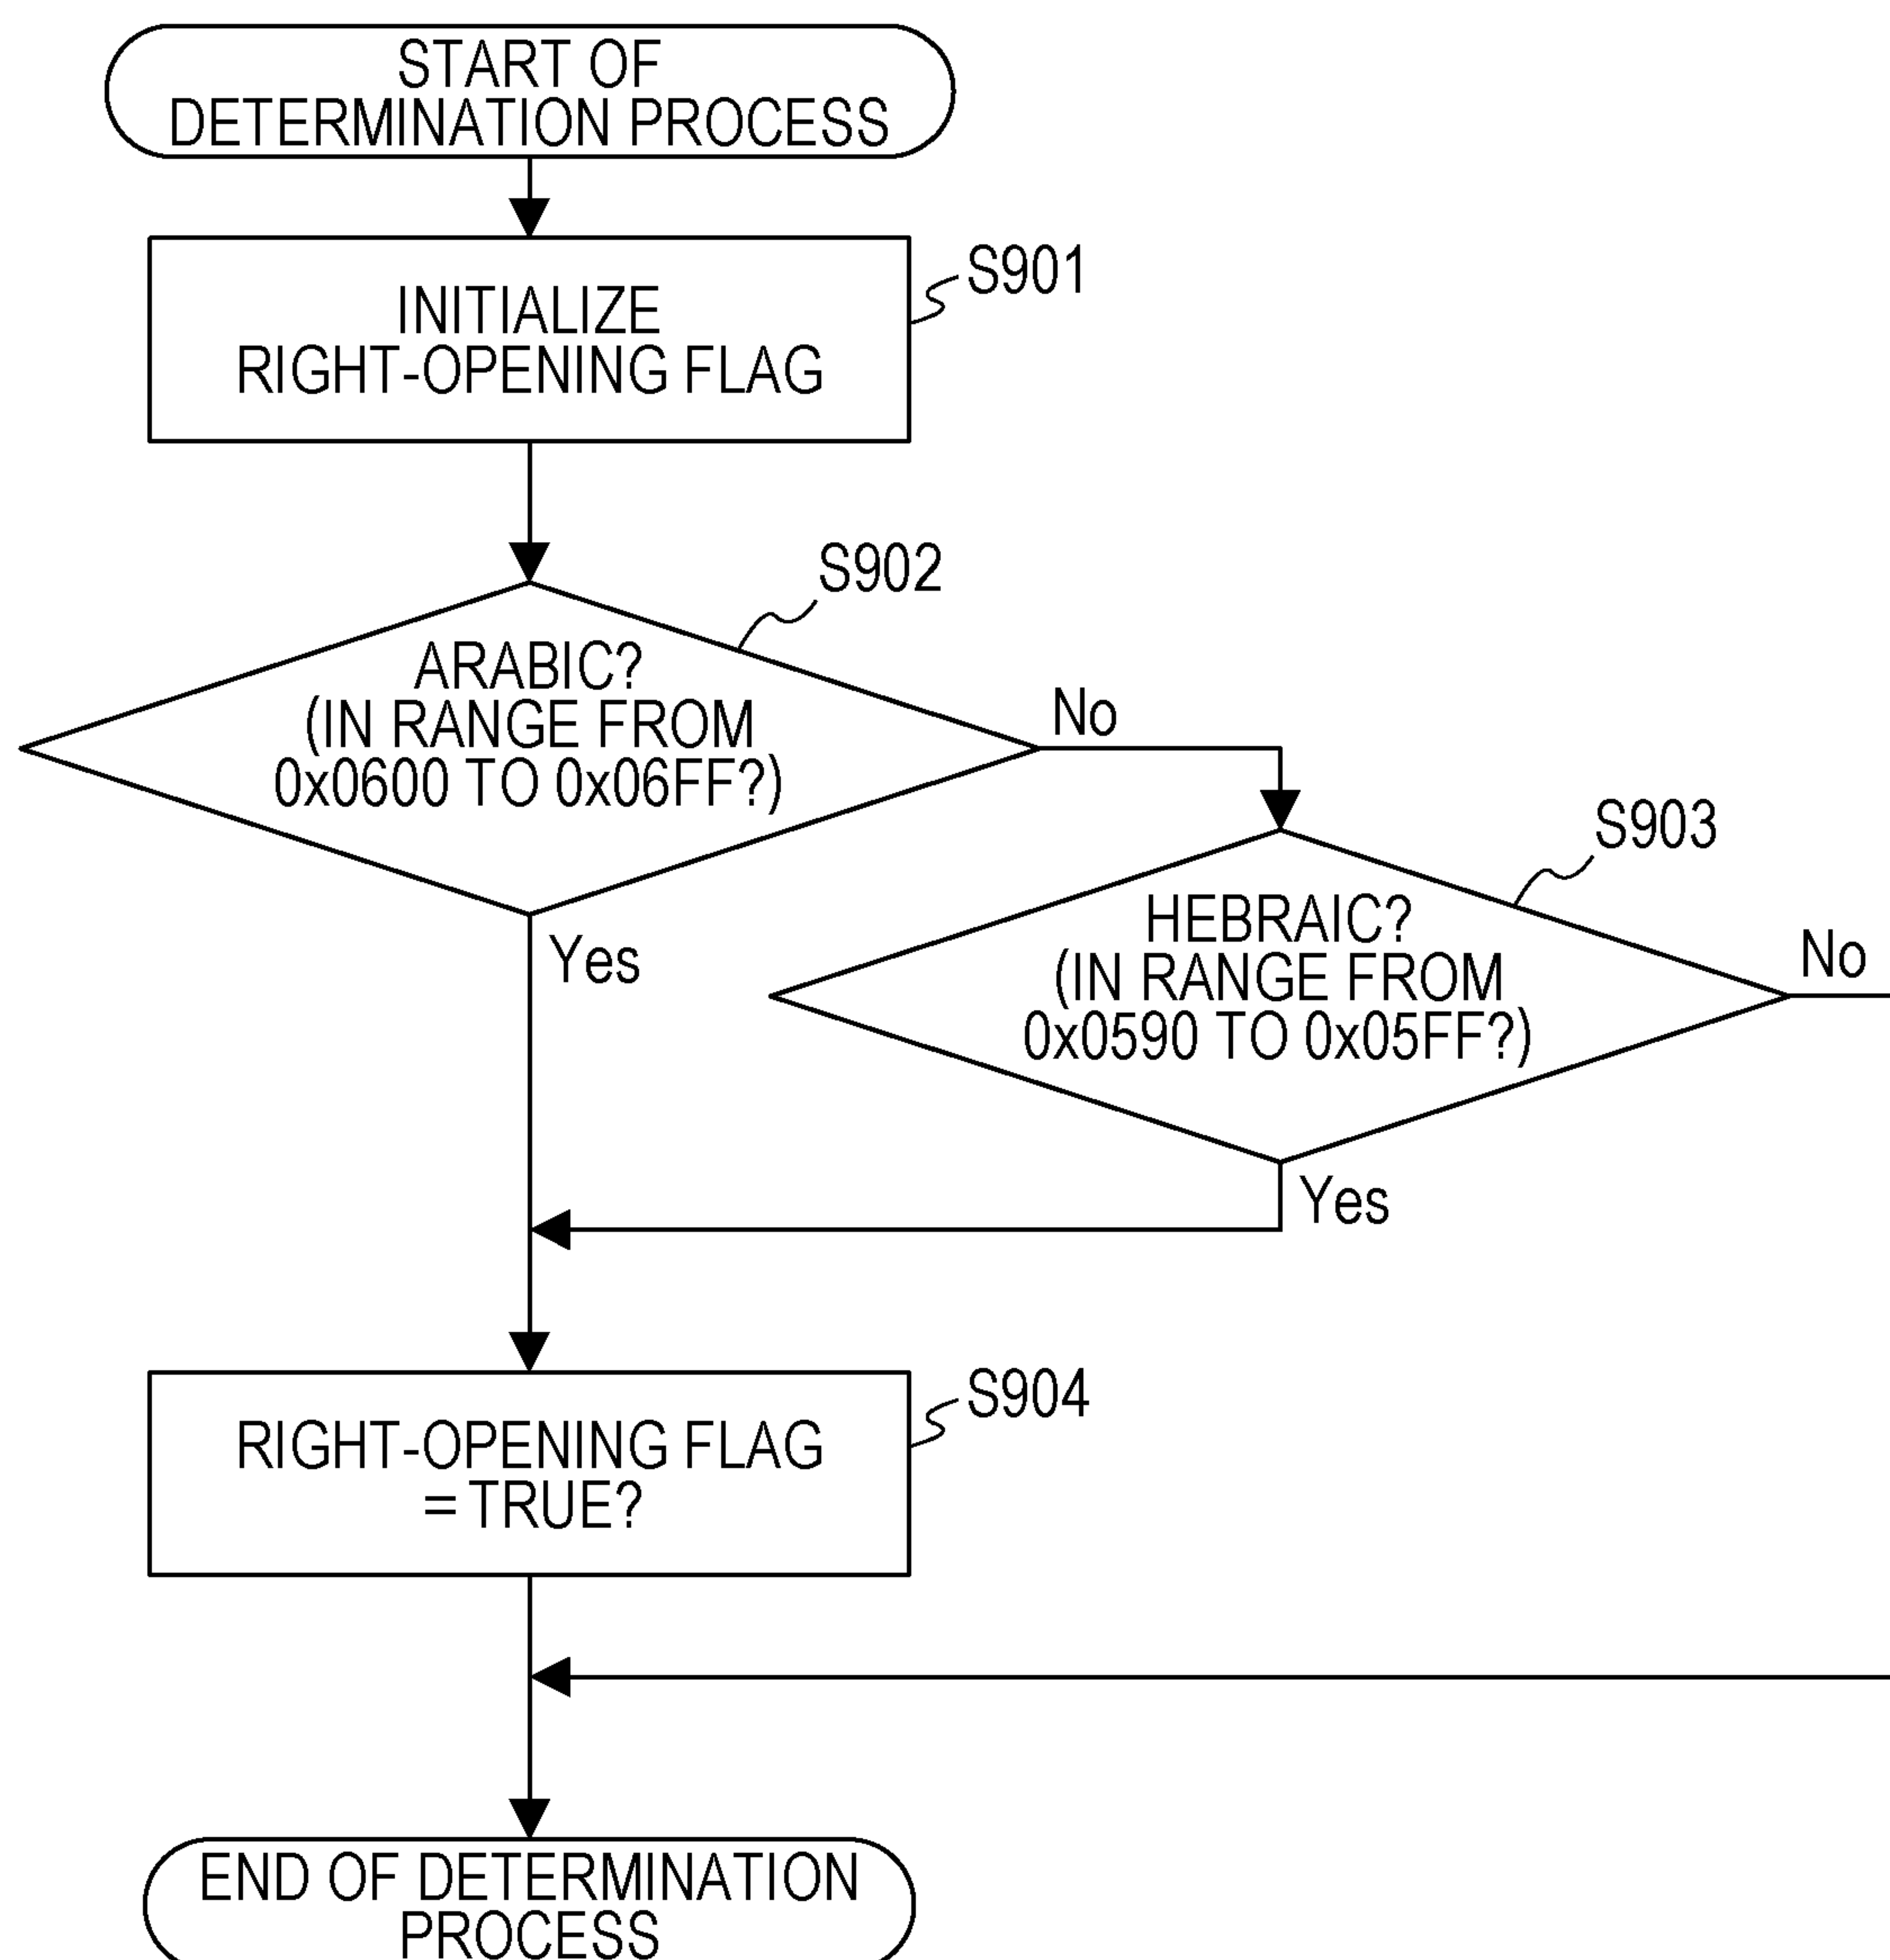 START OF
DETERMINATION PROCESS
INITIALIZE
RIGHT-OPENING FLAG
S901
S902
ARABIC?
(IN RANGE FROM
0x0600 TO 0x06FF?)
No
Yes
S903
HEBRAIC?
(IN RANGE FROM
0x0590 TO 0x05FF?)
No
Yes
RIGHT-OPENING FLAG
= TRUE?
S904
END OF DETERMINATION
PROCESS